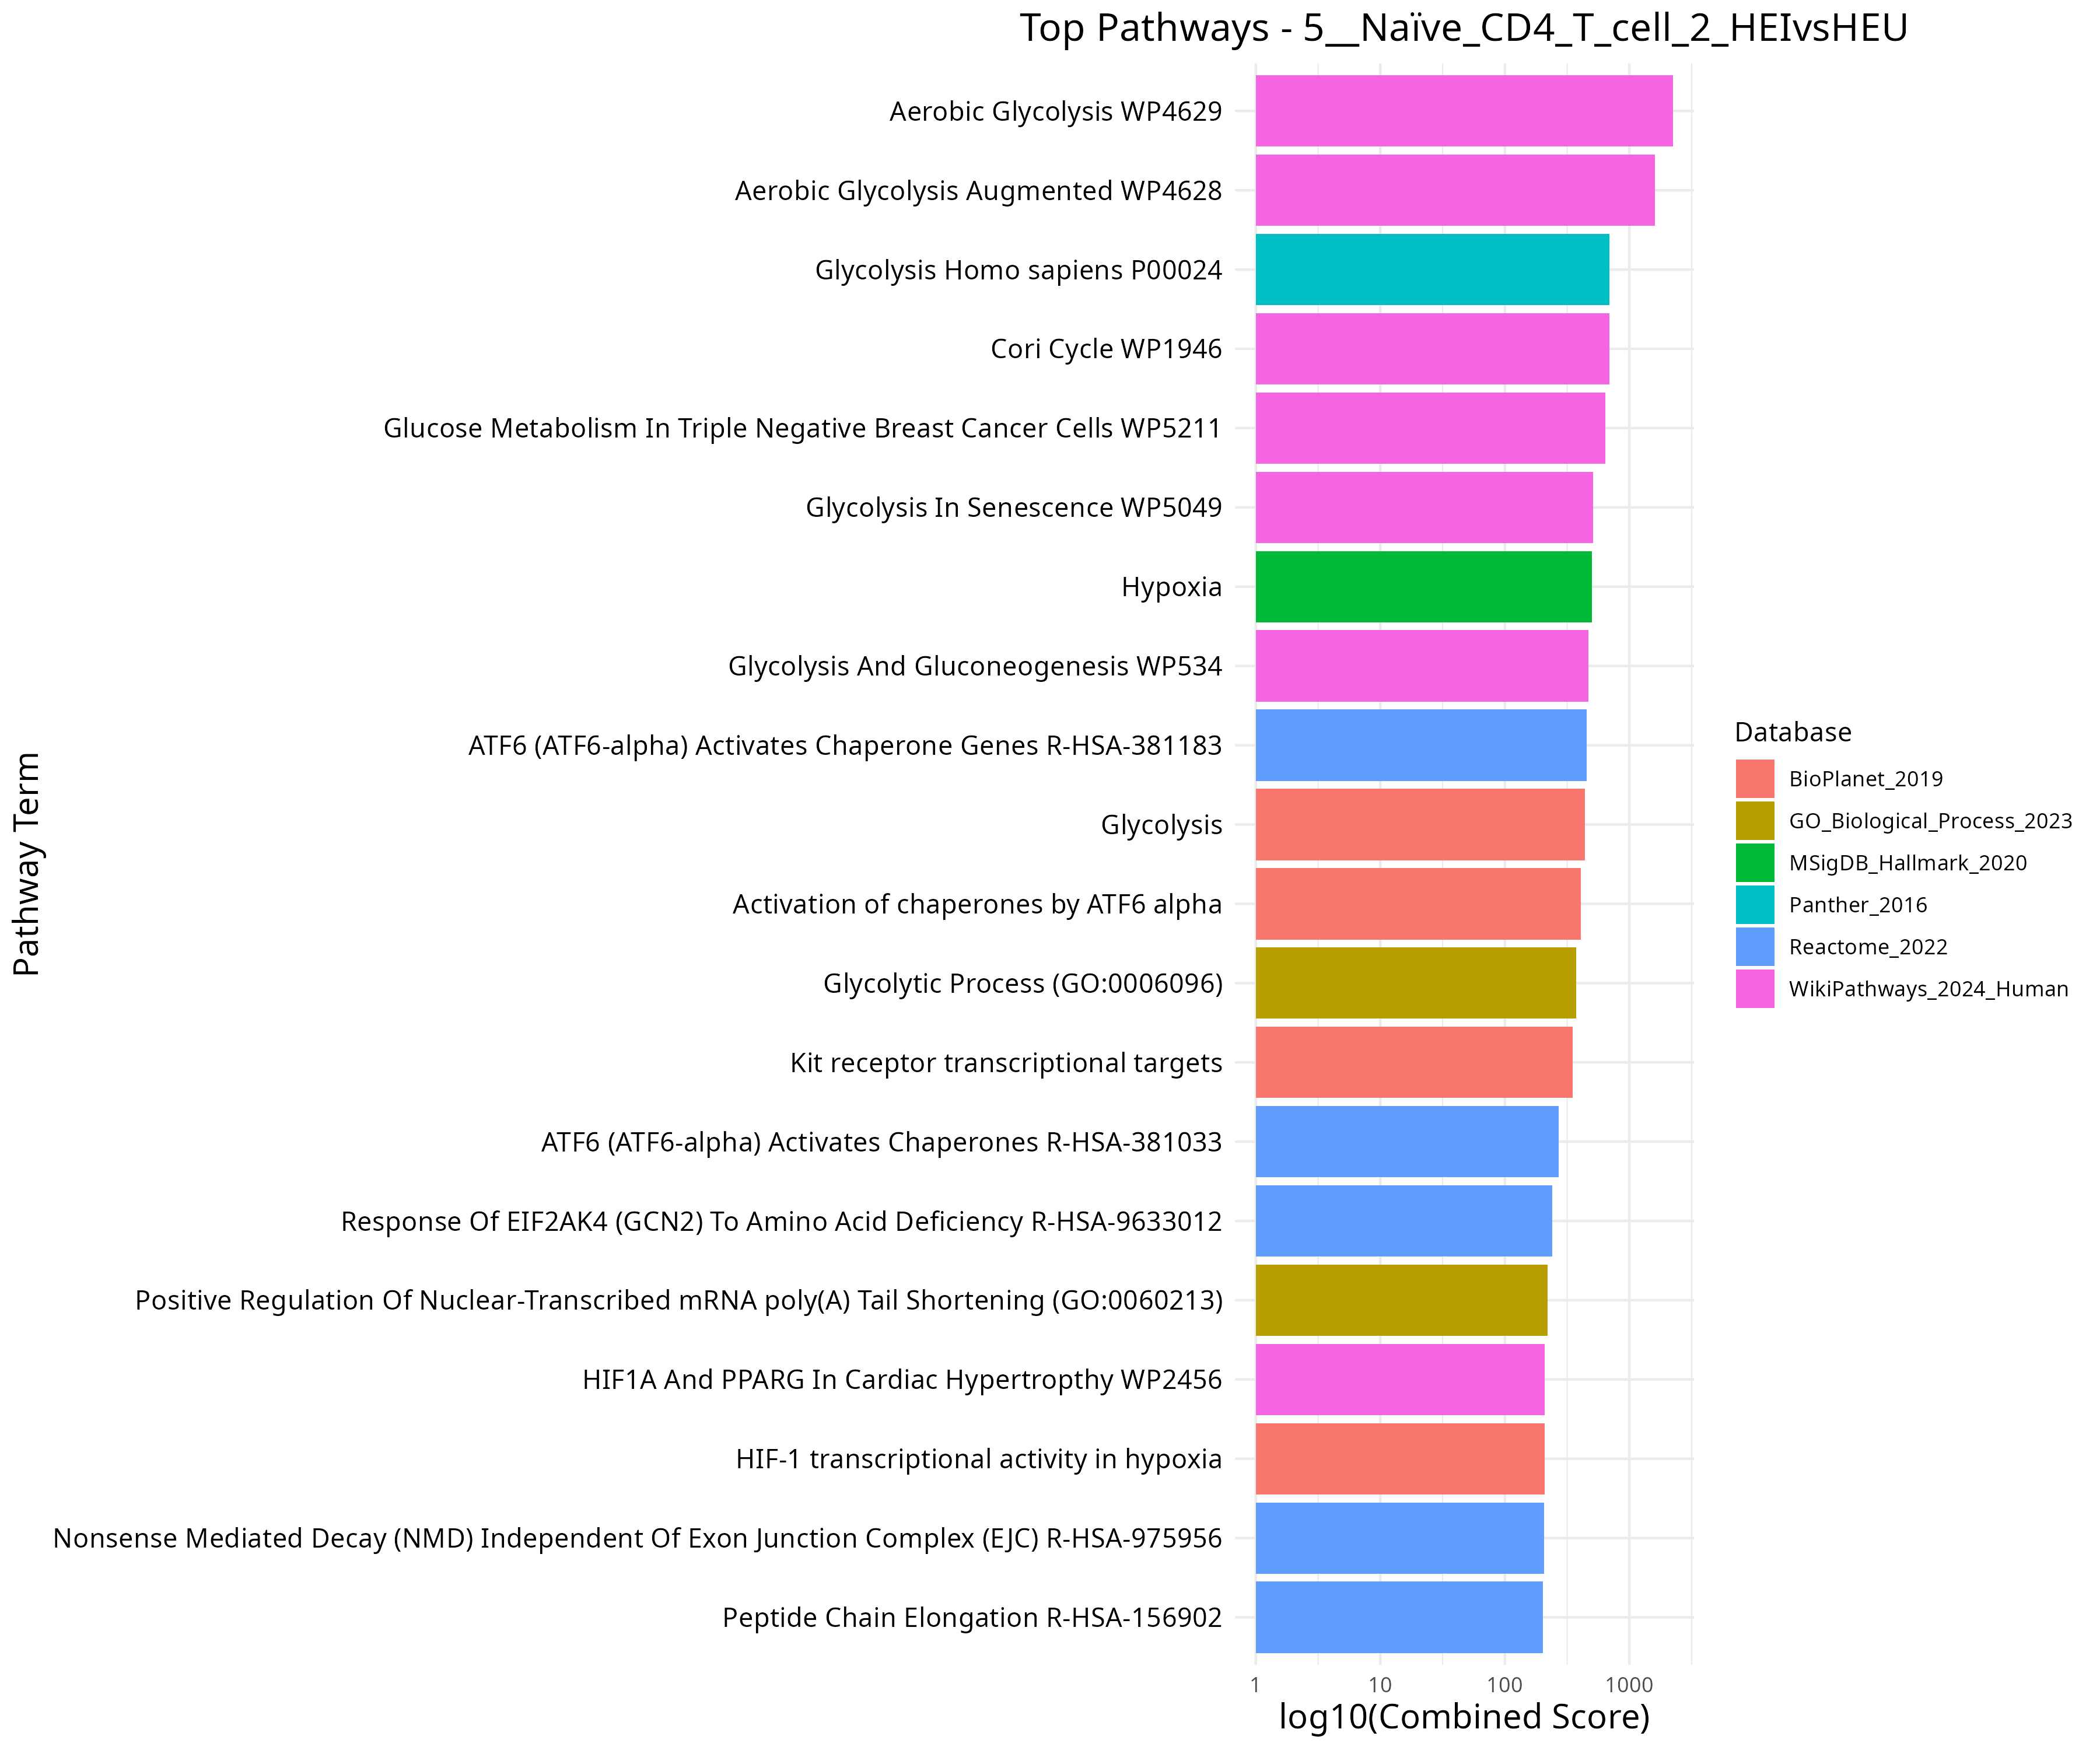 Top Pathways - 5__Naïve_CD4_T_cell_2_HEIvsHEU
Pathway Term
Aerobic Glycolysis WP4629
Aerobic Glycolysis Augmented WP4628
Glycolysis Homo sapiens P00024
Cori Cycle WP1946
Glucose Metabolism In Triple Negative Breast Cancer Cells WP5211
Glycolysis In Senescence WP5049
Hypoxia
Glycolysis And Gluconeogenesis WP534
ATF6 (ATF6-alpha) Activates Chaperone Genes R-HSA-381183
Glycolysis
Activation of chaperones by ATF6 alpha
Glycolytic Process (GO:0006096)
Kit receptor transcriptional targets
ATF6 (ATF6-alpha) Activates Chaperones R-HSA-381033
Response Of EIF2AK4 (GCN2) To Amino Acid Deficiency R-HSA-9633012
Positive Regulation Of Nuclear-Transcribed mRNA poly(A) Tail Shortening (GO:0060213)
HIF1A And PPARG In Cardiac Hypertropthy WP2456
HIF-1 transcriptional activity in hypoxia
Nonsense Mediated Decay (NMD) Independent Of Exon Junction Complex (EJC) R-HSA-975956
Peptide Chain Elongation R-HSA-156902
1 10 100 1000
log10(Combined Score)
Database
BioPlanet_2019
GO_Biological_Process_2023
MSigDB_Hallmark_2020
Panther_2016
Reactome_2022
WikiPathways_2024_Human